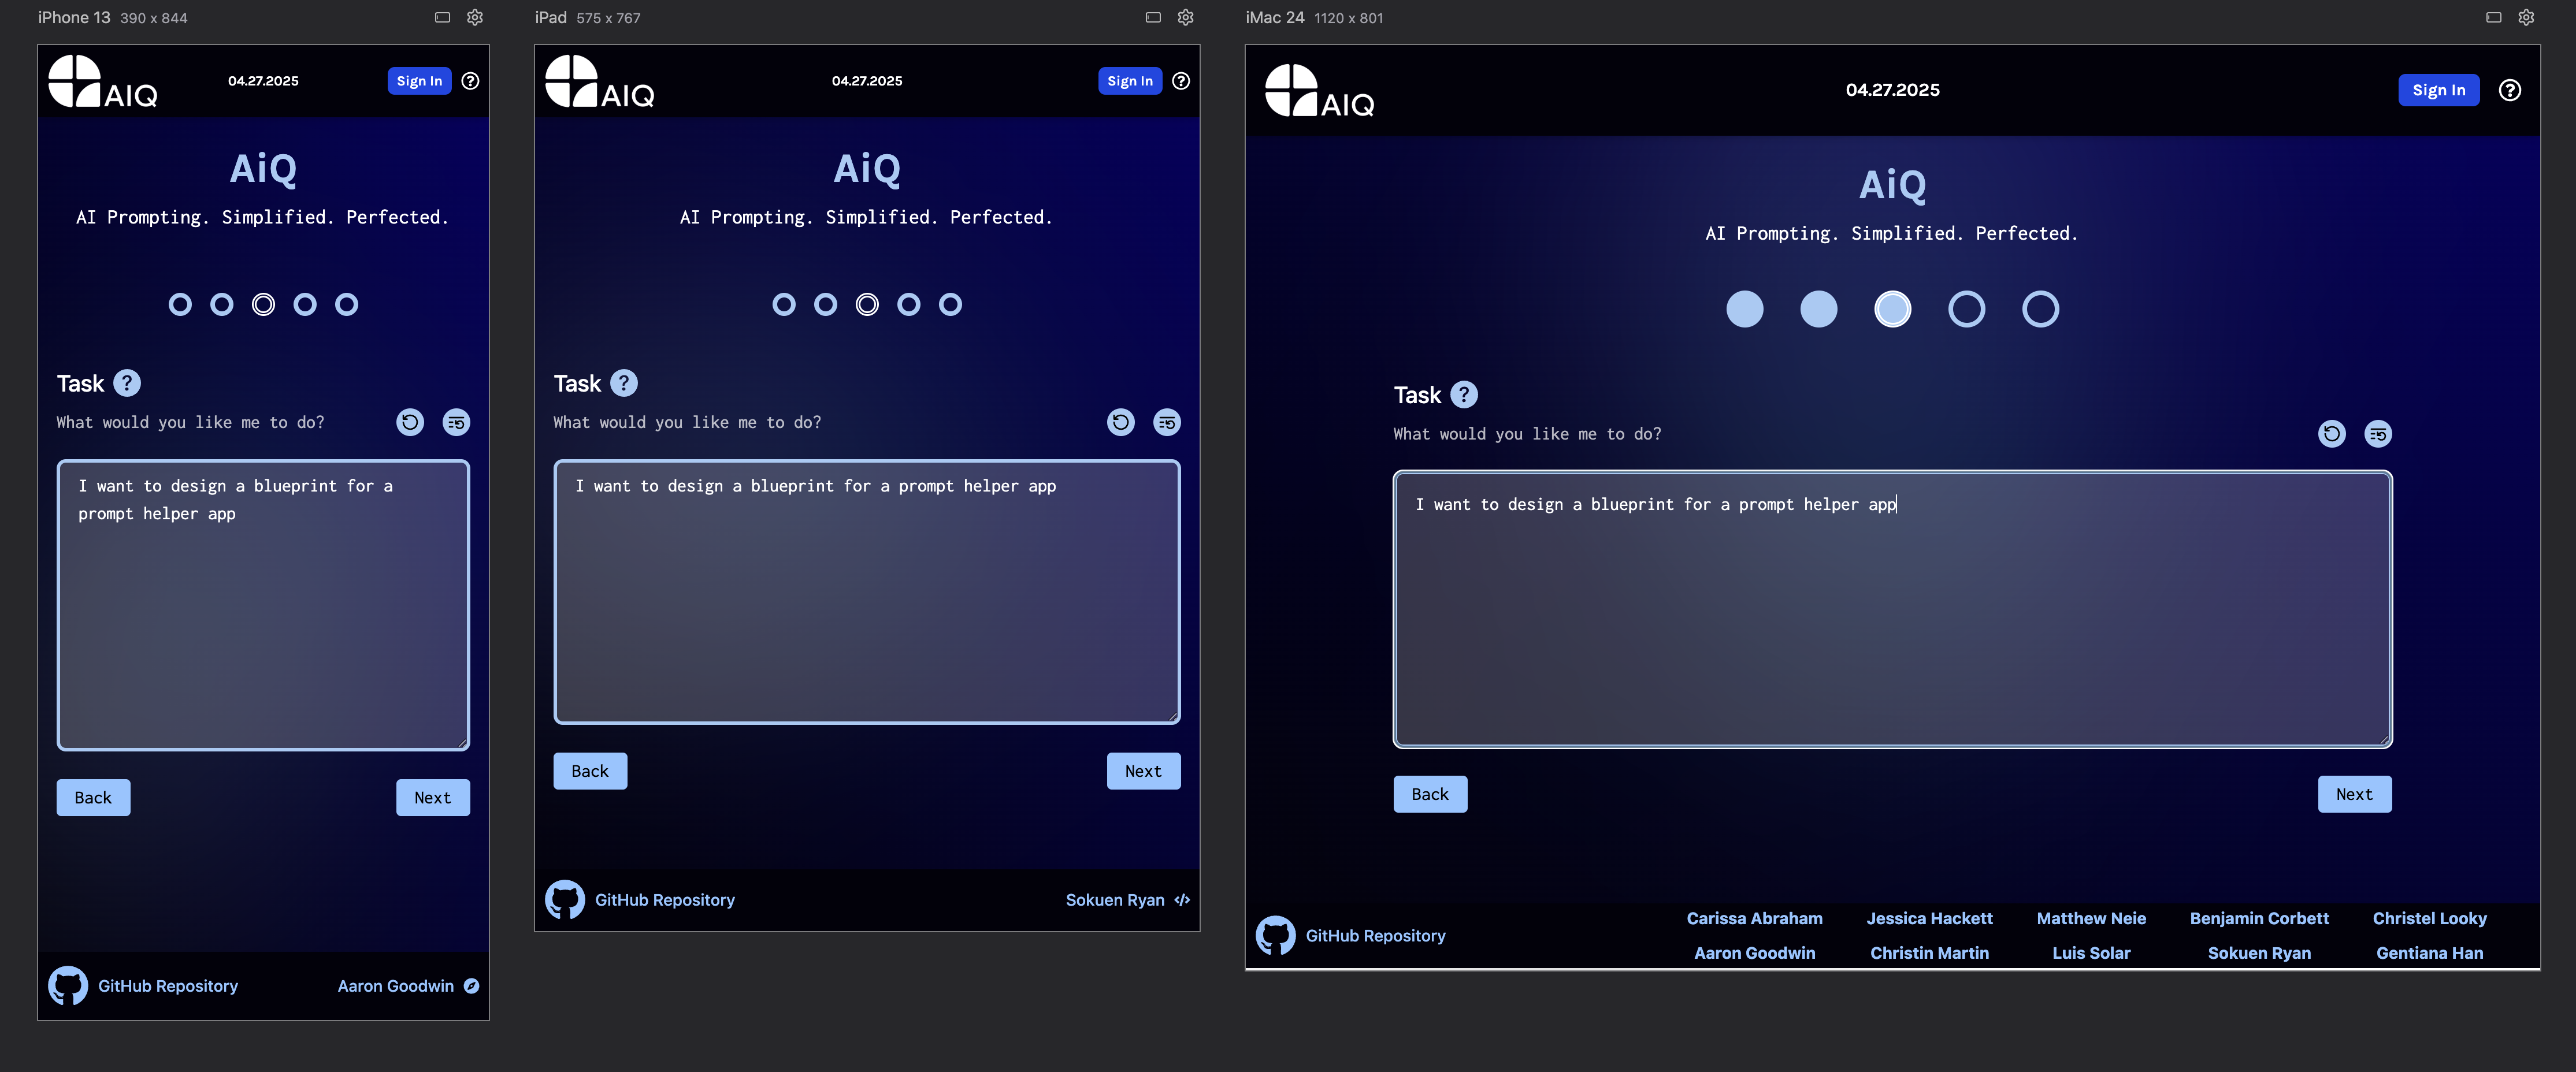 iPhone 13 390 x 844
AIQ
04.27.2025
Sign In
?
AiQ
AI Prompting. Simplified. Perfected.
Task ?
What would you like me to do?
I want to design a blueprint for a
prompt helper app
Back
Next
GitHub Repository
Aaron Goodwin
iPad 575 x 767
AIQ
04.27.2025
Sign In
?
AiQ
AI Prompting. Simplified. Perfected.
Task ?
What would you like me to do?
I want to design a blueprint for a prompt helper app
Back
Next
GitHub Repository
Sokuen Ryan </>
iMac 24 1120 x 801
AIQ
04.27.2025
Sign In
?
AiQ
AI Prompting. Simplified. Perfected.
Task ?
What would you like me to do?
I want to design a blueprint for a prompt helper app
Back
Next
GitHub Repository
Carissa Abraham Jessica Hackett Matthew Neie Benjamin Corbett Christel Looky
Aaron Goodwin Christin Martin Luis Solar Sokuen Ryan Gentiana Han